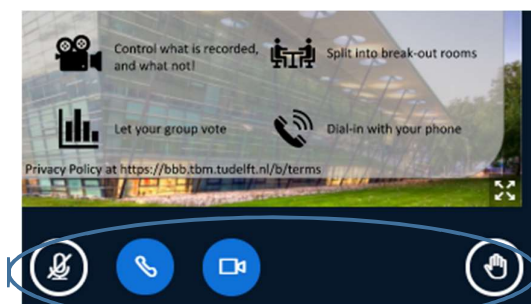 Control what is recorded,
and what not!
Split into break-out rooms
Let your group vote
Dial-in with your phone
Privacy Policy at https://bbb.tbm.tudelft.nl/b/terms